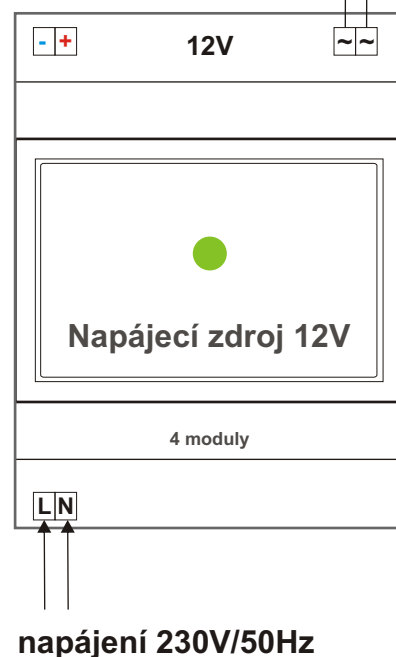 - + 12V ~ ~
Napájecí zdroj 12V
4 moduly
L N
napájení 230V/50Hz